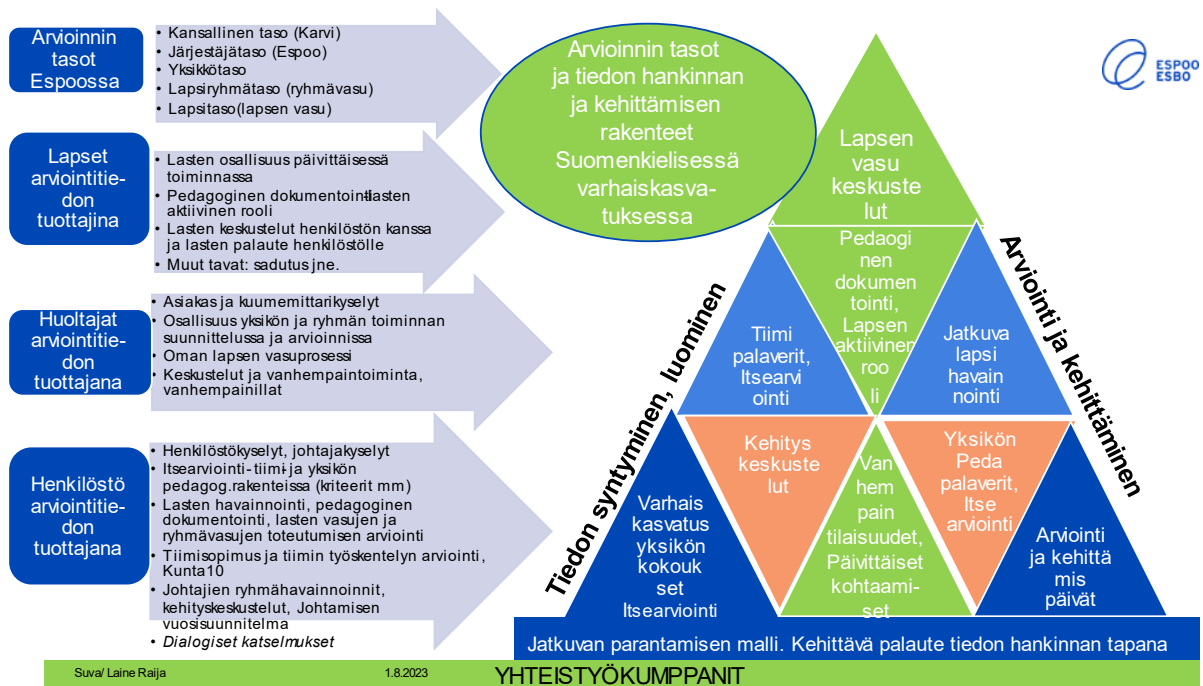 Arvioinnin
tasot
Espoossa
• Kansallinen taso (Karvi)
• Järjestäjätaso (Espoo)
• Yksikkötaso
• Lapsiryhmätaso (ryhmävasu)
• Lapsitaso(lapsen vasu)
Lapset
arviointitie-
don
tuottajina
• Lasten osallisuus päivittäisessä
toiminnassa
• Pedagoginen dokumentointi-lasten
aktiivinen rooli
• Lasten keskustelut henkilöstön kanssa
ja lasten palaute henkilöstölle
• Muut tavat: sadutus jne.
Huoltajat
arviointitie-
don
tuottajana
• Asiakas ja kuumemittarikyselyt
• Osallisuus yksikön ja ryhmän toiminnan
suunnittelussa ja arvioinnissa
• Oman lapsen vasuprosessi
• Keskustelut ja vanhempaintoiminta,
vanhempainillat
Henkilöstö
arviointitie-
don
tuottajana
• Henkilöstökyselyt, johtajakyselyt
• Itsearviointi-tiimi-ja yksikön
pedagog.rakenteissa (kriteerit mm)
• Lasten havainnointi, pedagoginen
dokumentointi, lasten vasujen ja
ryhmävasujen toteutumisen arviointi
• Tiimisopimus ja tiimin työskentelyn arviointi,
Kunta10
• Johtajien ryhmähavainnoinnit,
kehityskeskustelut, Johtamisen
vuosisuunnitelma
• Dialogiset katselmukset
Arvioinnin tasot
ja tiedon hankinnan
ja kehittämisen
rakenteet
Suomenkielisessä
varhaiskasva-
tuksessa
ESPOO
ESBO
Lapsen
vasu
keskuste
lut
Tiedon syntyminen, luominen
Arviointi ja kehittäminen
Tiimi
palaverit,
Itsearvi
ointi
Pedaogi
nen
dokumen
tointi,
Lapsen
aktiivinen
roo
li
Jatkuva
lapsi
havain
nointi
Varhais
kasvatus
yksikön
kokouk
set
Itsearviointi
Kehitys
keskuste
lut
Van
hem
pain
tilaisuudet,
Päivittäiset
kohtaami-
set
Yksikön
Peda
palaverit,
Itse
arviointi
Arviointi
ja kehittä
mis
päivät
Jatkuvan parantamisen malli. Kehittävä palaute tiedon hankinnan tapana
Suva/ Laine Raija
1.8.2023
YHTEISTYÖKUMPPANIT